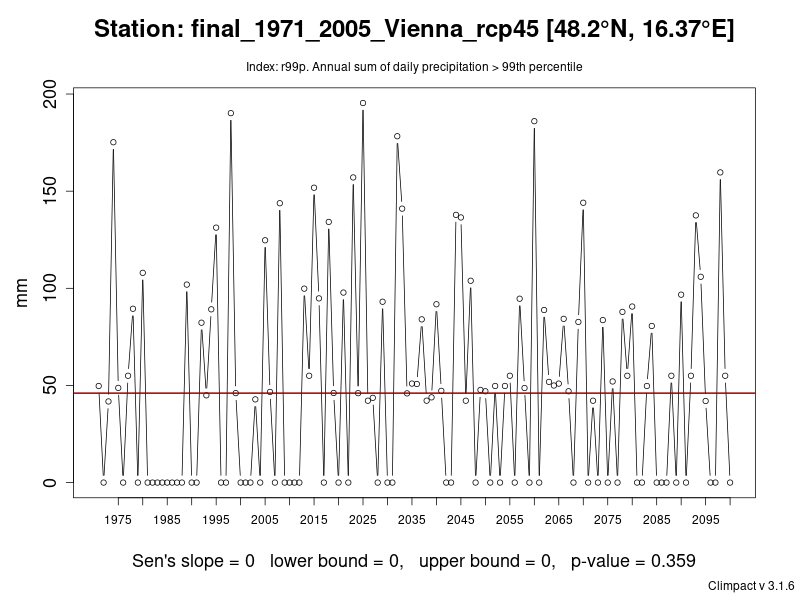 Station: final_1971_2005_Vienna_rcp45 [48.2°N, 16.37°E]
Index: r99p. Annual sum of daily precipitation > 99th percentile
200
150
100
50
0
mm
1975 1985 1995 2005 2015 2025 2035 2045 2055 2065 2075 2085 2095
Sen's slope = 0 lower bound = 0, upper bound = 0, p-value = 0.359
Climpact v 3.1.6